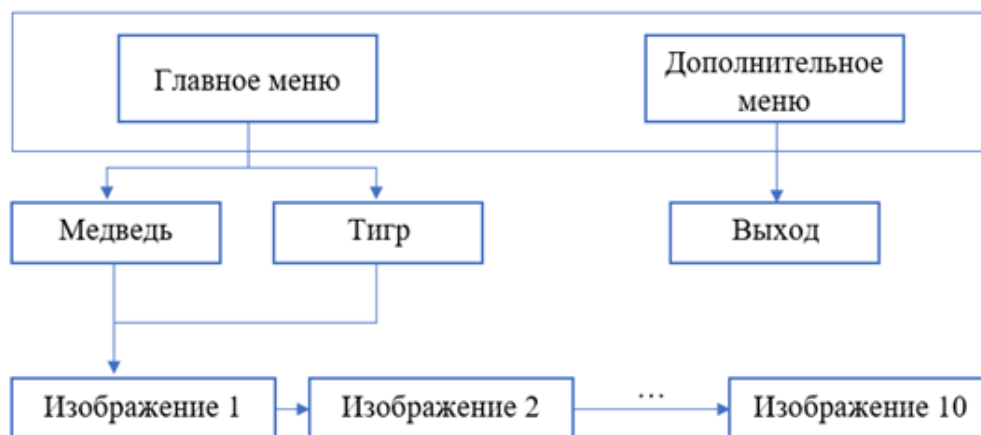 Главное меню
Дополнительное
меню
Медведь
Тигр
Выход
Изображение 1
Изображение 2
...
Изображение 10